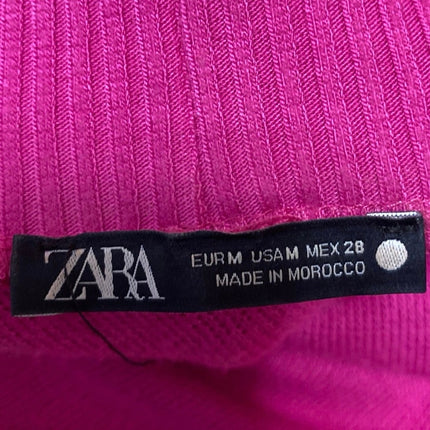 ZARA
EUR M USA M MEX 28
MADE IN MOROCCO